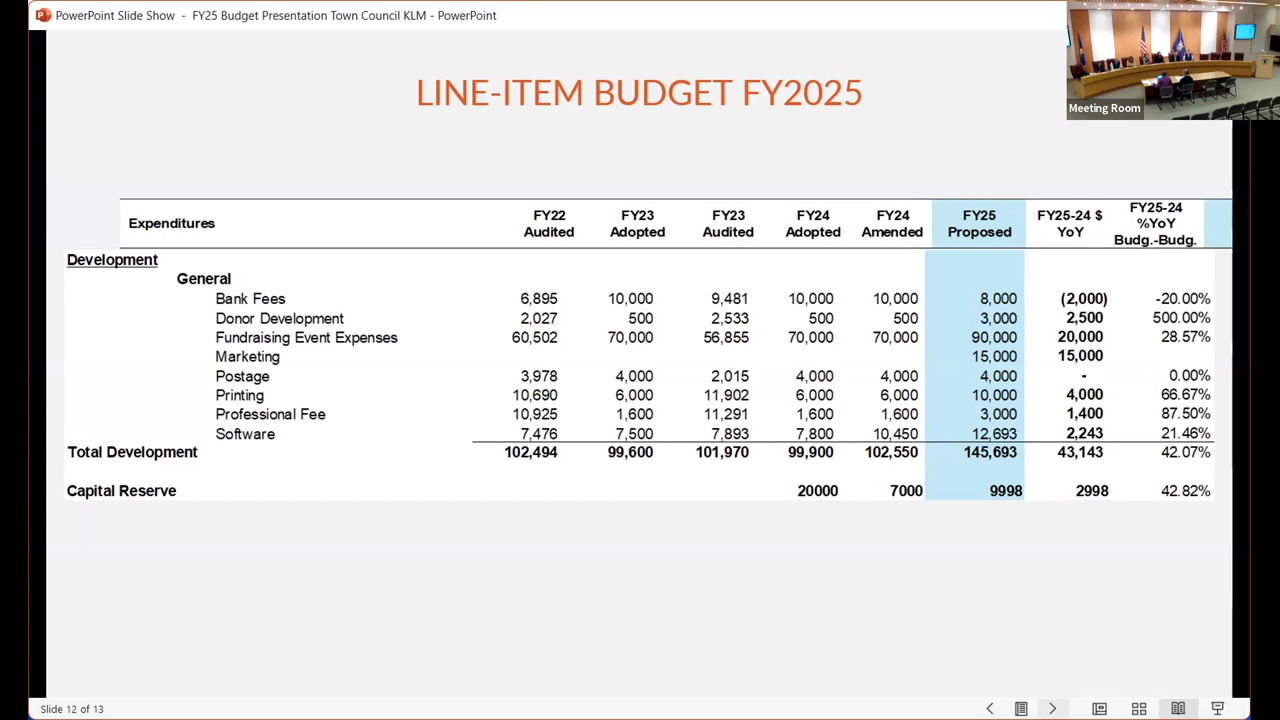 PowerPoint Slide Show - FY25 Budget Presentation Town Council KLM - PowerPoint
Meeting Room
LINE-ITEM BUDGET FY2025
Expenditures FY22 Audited FY23 Adopted FY23 Audited FY24 Adopted FY24 Amended FY25 Proposed FY25-24 $ YoY FY25-24 %YoY Budg.-Budg.
Development
General
Bank Fees 6,895 10,000 9,481 10,000 10,000 8,000 (2,000) -20.00%
Donor Development 2,027 500 2,533 500 500 3,000 2,500 500.00%
Fundraising Event Expenses 60,502 70,000 56,855 70,000 70,000 90,000 20,000 28.57%
Marketing 15,000 15,000
Postage 3,978 4,000 2,015 4,000 4,000 4,000 - 0.00%
Printing 10,690 6,000 11,902 6,000 6,000 10,000 4,000 66.67%
Professional Fee 10,925 1,600 11,291 1,600 1,600 3,000 1,400 87.50%
Software 7,476 7,500 7,893 7,800 10,450 12,693 2,243 21.46%
Total Development 102,494 99,600 101,970 99,900 102,550 145,693 43,143 42.07%
Capital Reserve 20000 7000 9998 2998 42.82%
Slide 12 of 13